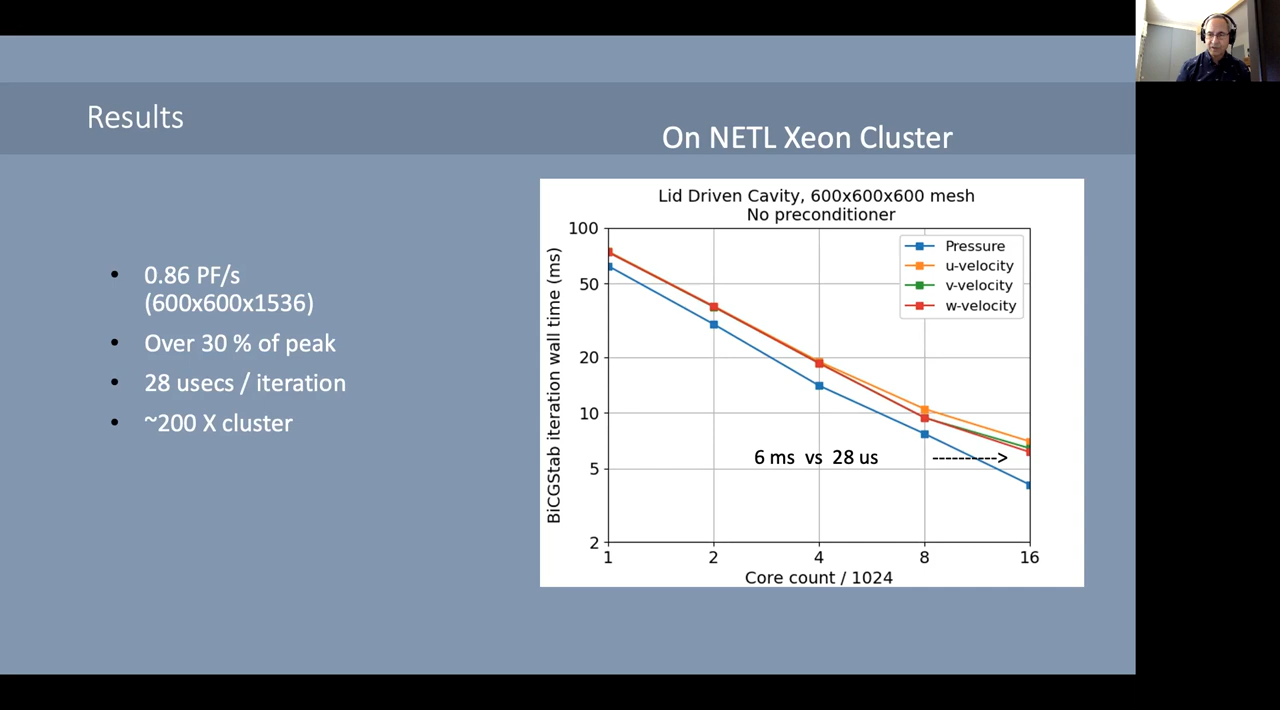 Results
On NETL Xeon Cluster
• 0.86 PF/s
(600x600x1536)
• Over 30 % of peak
• 28 usecs / iteration
• ~200 X cluster
Lid Driven Cavity, 600x600x600 mesh
No preconditioner
BiCGStab iteration wall time (ms)
100
50
20
10
5
2
Pressure
u-velocity
v-velocity
w-velocity
6 ms vs 28 us
1 2 4 8 16
Core count / 1024